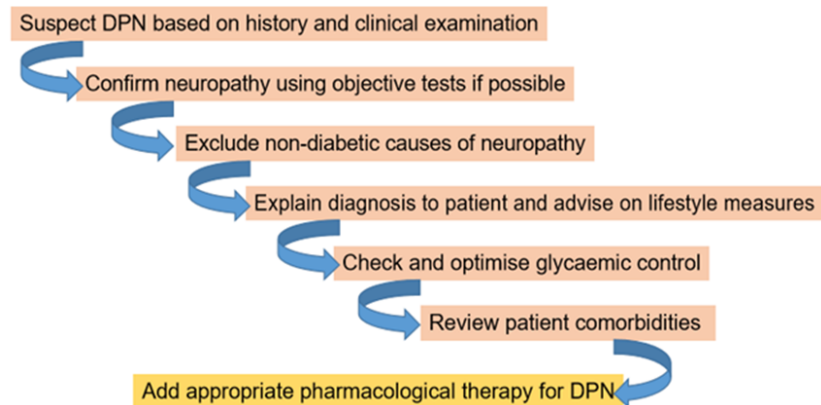 Suspect DPN based on history and clinical examination
Confirm neuropathy using objective tests if possible
Exclude non-diabetic causes of neuropathy
Explain diagnosis to patient and advise on lifestyle measures
Check and optimise glycaemic control
Review patient comorbidities
Add appropriate pharmacological therapy for DPN